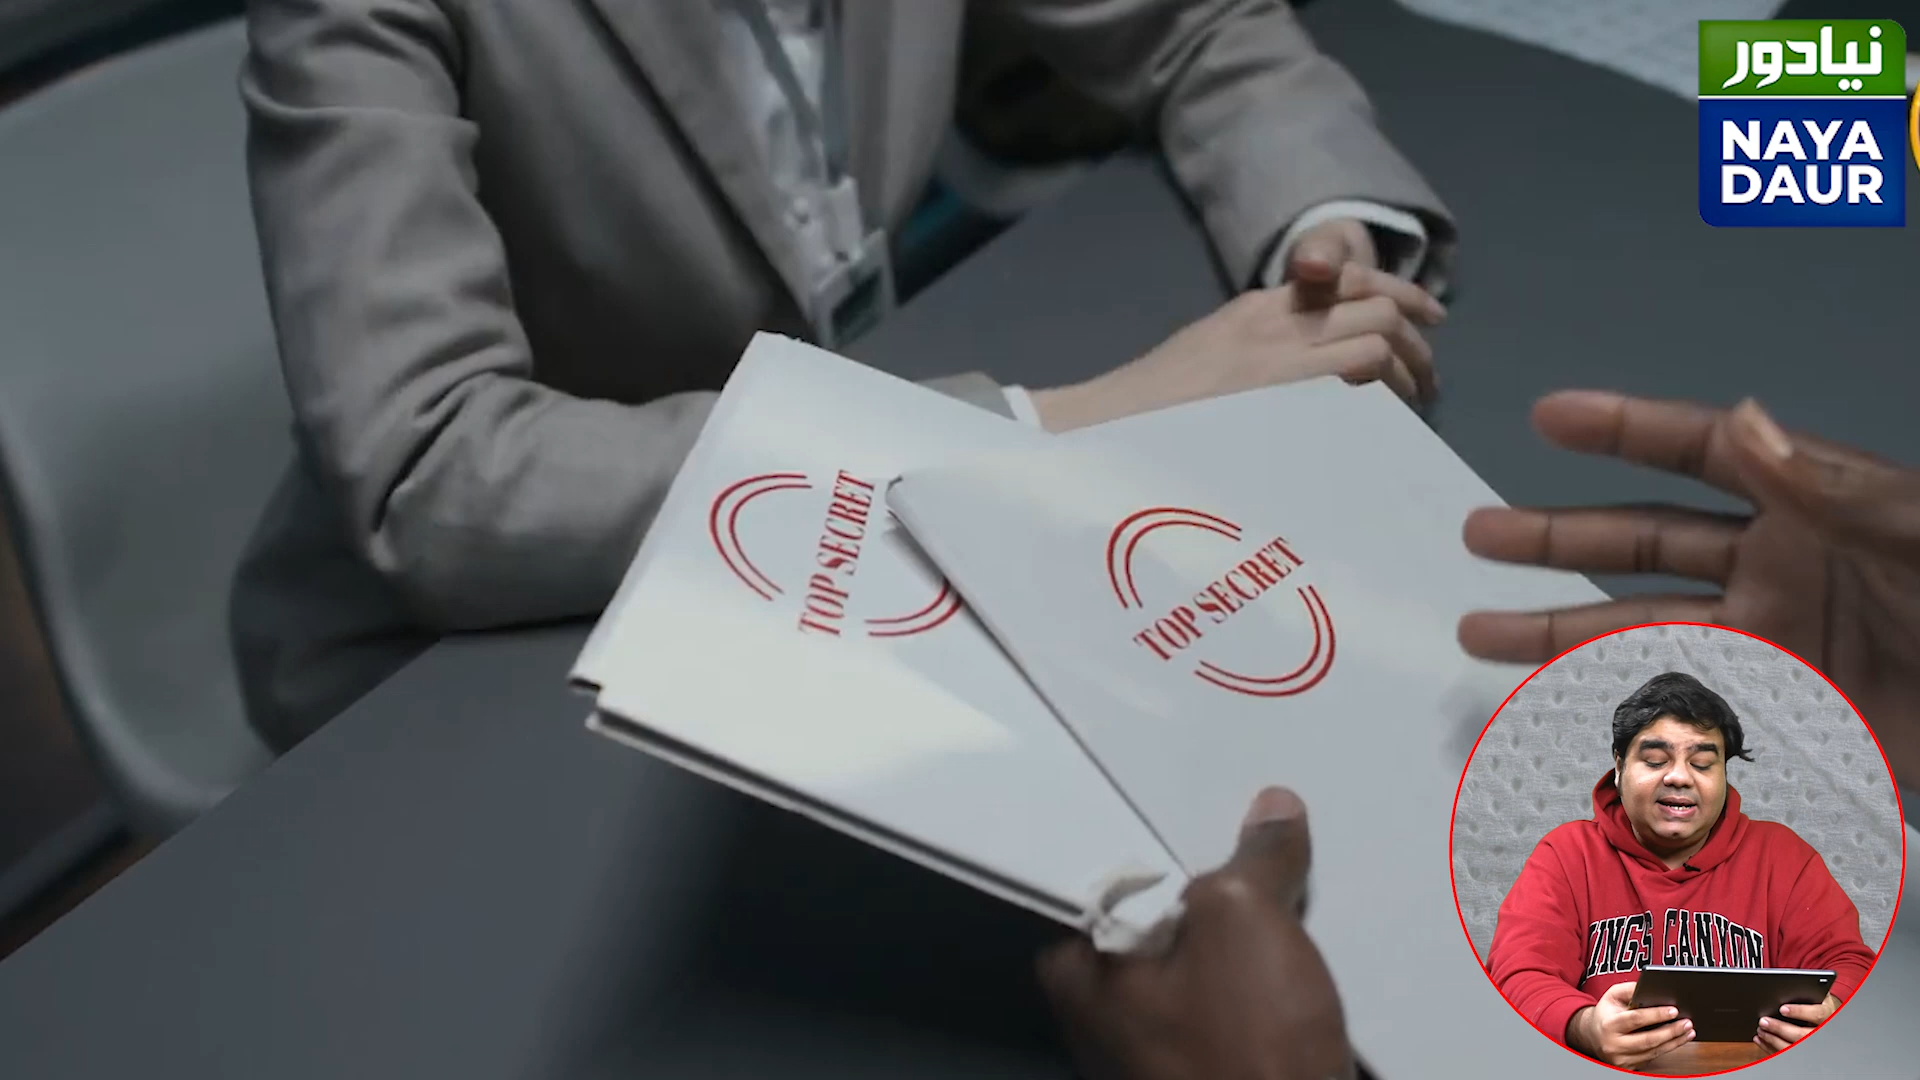 نیادور
NAYA
DAUR
TOP SECRET
TOP SECRET
INGS CANYON